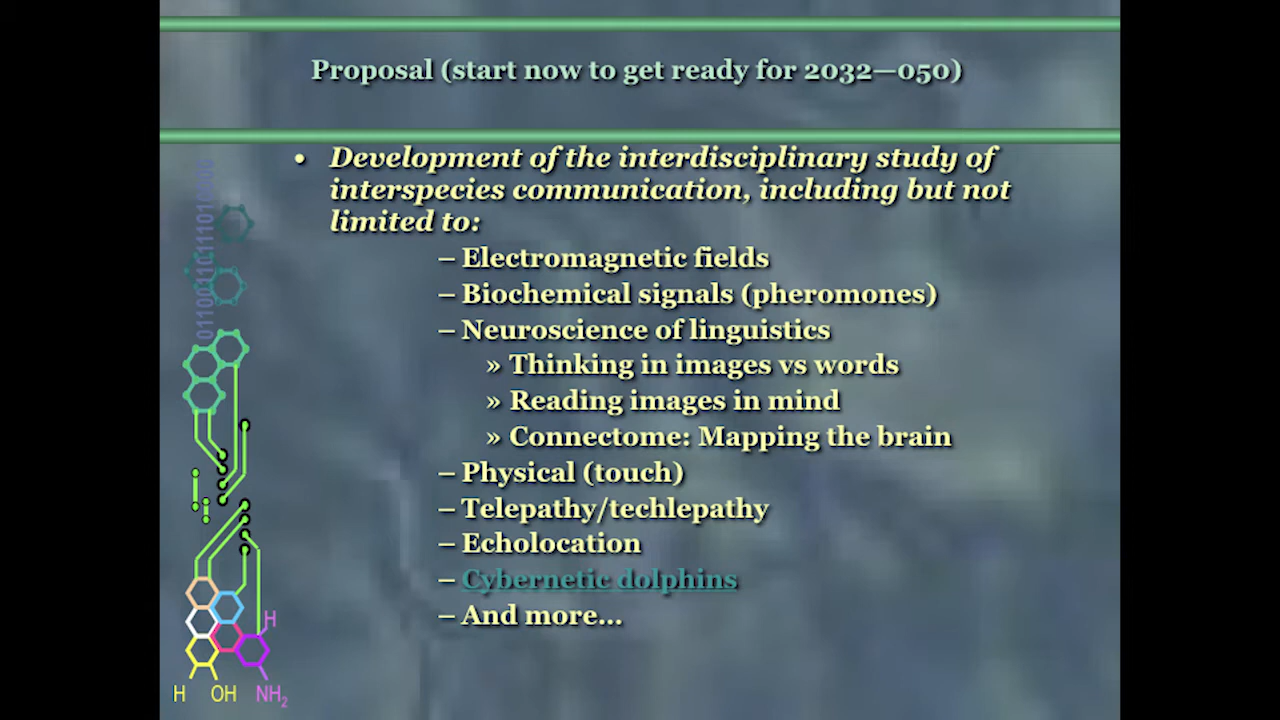 Proposal (start now to get ready for 2032—050)
• Development of the interdisciplinary study of
interspecies communication, including but not
limited to:
– Electromagnetic fields
– Biochemical signals (pheromones)
– Neuroscience of linguistics
» Thinking in images vs words
» Reading images in mind
» Connectome: Mapping the brain
– Physical (touch)
– Telepathy/techlepathy
– Echolocation
– Cybernetic dolphins
– And more...
H
H
OH
NH2